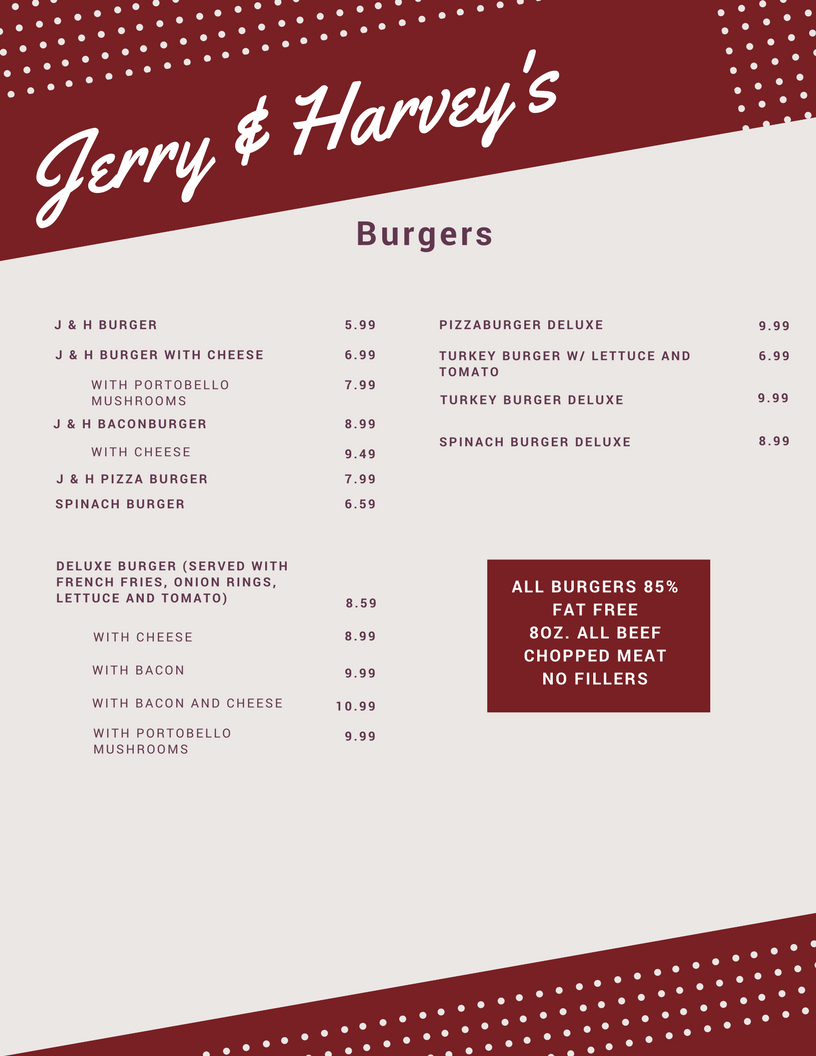 Jerry & Harvey's
Burgers
J & H BURGER 5.99
J & H BURGER WITH CHEESE 6.99
WITH PORTOBELLO 7.99
MUSHROOMS
J & H BACONBURGER 8.99
WITH CHEESE 9.49
J & H PIZZA BURGER 7.99
SPINACH BURGER 6.59
DELUXE BURGER (SERVED WITH
FRENCH FRIES, ONION RINGS,
LETTUCE AND TOMATO) 8.59
WITH CHEESE 8.99
WITH BACON 9.99
WITH BACON AND CHEESE 10.99
WITH PORTOBELLO 9.99
MUSHROOMS
PIZZABURGER DELUXE 9.99
TURKEY BURGER W/ LETTUCE AND 6.99
TOMATO
TURKEY BURGER DELUXE 9.99
SPINACH BURGER DELUXE 8.99
ALL BURGERS 85%
FAT FREE
8OZ. ALL BEEF
CHOPPED MEAT
NO FILLERS